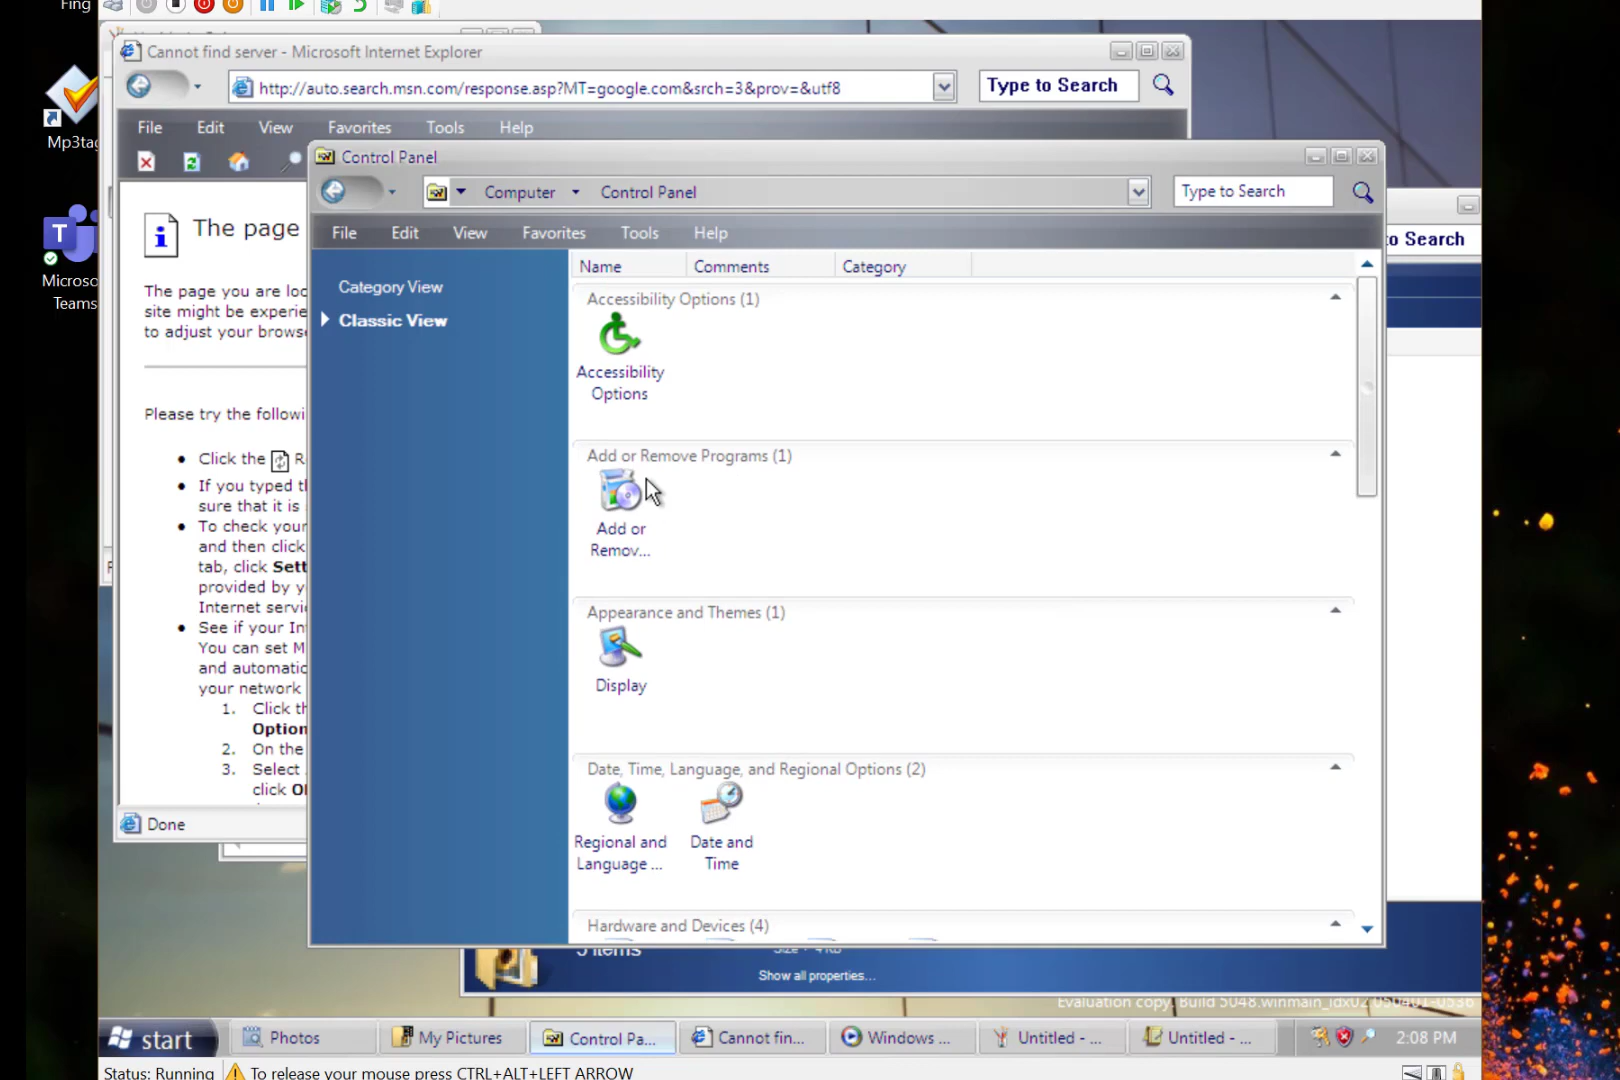 Fing
Mp3tag
Microso
Teams
Cannot find server - Microsoft Internet Explorer
http://auto.search.msn.com/response.asp?MT=google.com&srch=3&prov=&utf8
Type to Search
File Edit View Favorites Tools Help
The page
The page you are loo
site might be experie
to adjust your brows
Please try the followi
Click the R
If you typed th
sure that it is
To check your
and then click
tab, click Sett
provided by y
Internet servi
See if your In
You can set M
and automatic
your network
1. Click th
Option
2. On the
3. Select
click O
Done
Control Panel
Computer Control Panel
Type to Search
File Edit View Favorites Tools Help
Category View
Classic View
Name Comments Category
Accessibility Options (1)
Accessibility
Options
Add or Remove Programs (1)
Add or
Remov...
Appearance and Themes (1)
Display
Date, Time, Language, and Regional Options (2)
Regional and
Language ...
Date and
Time
Hardware and Devices (4)
to Search
5 items
Show all properties...
Evaluation copy. Build 5048.winmain_idx02.050401-0536
start Photos My Pictures Control Pa... Cannot fin... Windows ... Untitled - ... Untitled - ... 2:08 PM
Status: Running To release your mouse press CTRL+ALT+LEFT ARROW